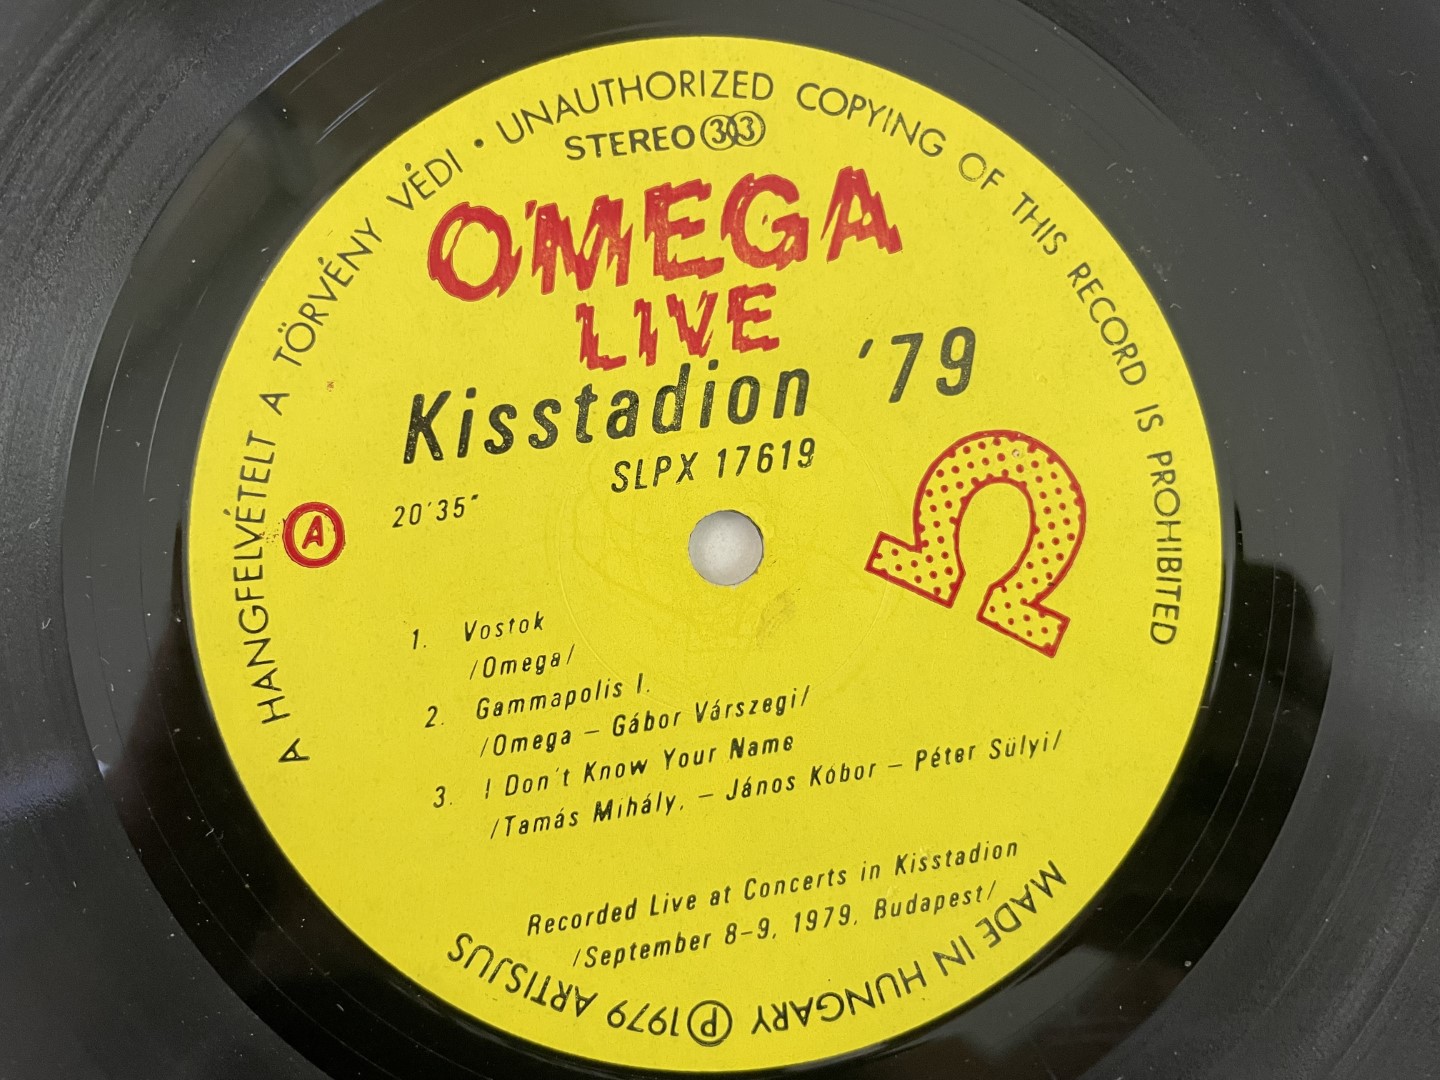 A HANGFELVÉTELT A TÖRVÉNY VÉDI • UNAUTHORIZED COPYING OF THIS RECORD IS PROHIBITED
STEREO 33
OMEGA
LIVE
Kisstadion '79
SLPX 17619
20'35"
A
Ω
1. Vostok
/Omega/
2. Gammapolis I.
/Omega – Gábor Várszegi/
3. I Don't Know Your Name
/Tamás Mihály. – János Kóbor – Péter Sülyi/
Recorded Live at Concerts in Kisstadion
/September 8-9. 1979. Budapest/
MADE IN HUNGARY Ⓟ 1979 ARTISJUS